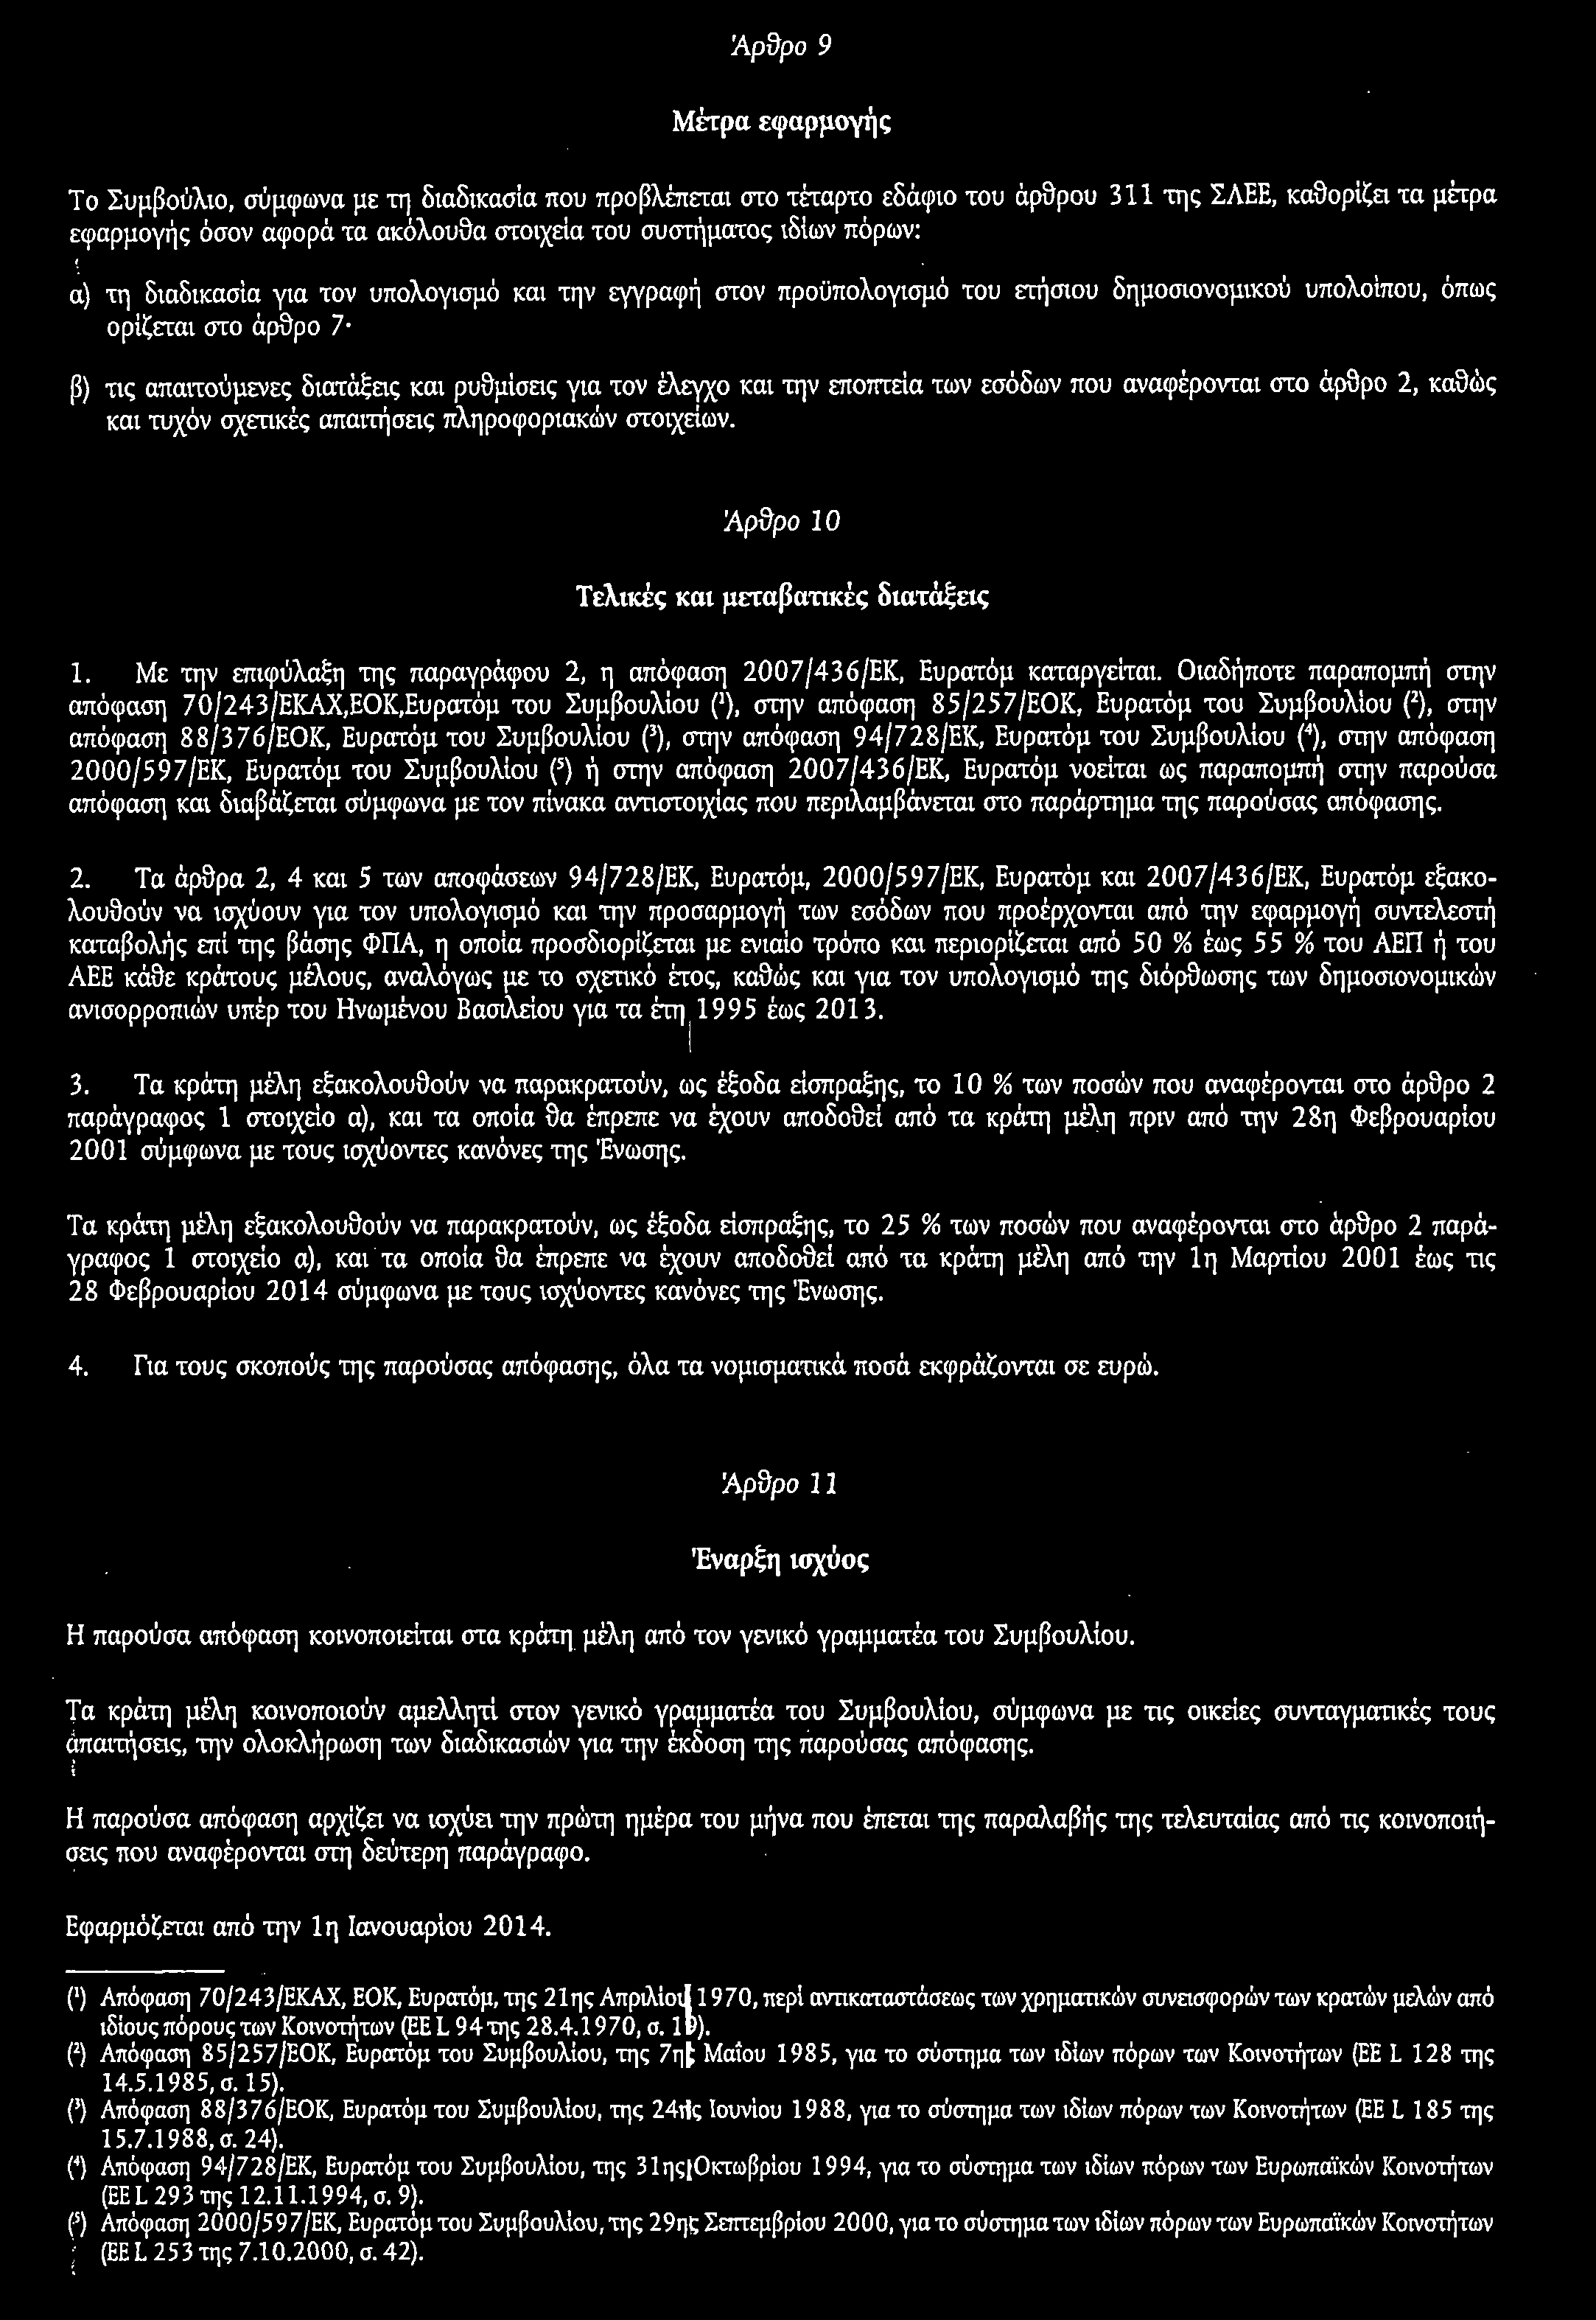 Άρθρο 9
Μέτρα εφαρμογής
Το Συμβούλιο, σύμφωνα με τη διαδικασία που προβλέπεται στο τέταρτο εδάφιο του άρθρου 311 της ΣΛΕΕ, καθορίζει τα μέτρα
εφαρμογής όσον αφορά τα ακόλουθα στοιχεία του συστήματος ιδίων πόρων:
α) τη διαδικασία για τον υπολογισμό και την εγγραφή στον προϋπολογισμό του ετήσιου δημοσιονομικού υπολοίπου, όπως
ορίζεται στο άρθρο 7·
β) τις απαιτούμενες διατάξεις και ρυθμίσεις για τον έλεγχο και την εποπτεία των εσόδων που αναφέρονται στο άρθρο 2, καθώς
και τυχόν σχετικές απαιτήσεις πληροφοριακών στοιχείων.
Άρθρο 10
Τελικές και μεταβατικές διατάξεις
1. Με την επιφύλαξη της παραγράφου 2, η απόφαση 2007/436/ΕΚ, Ευρατόμ καταργείται. Οιαδήποτε παραπομπή στην
απόφαση 70/243/ΕΚΑΧ,ΕΟΚ,Ευρατόμ του Συμβουλίου (¹), στην απόφαση 85/257/ΕΟΚ, Ευρατόμ του Συμβουλίου (²), στην
απόφαση 88/376/ΕΟΚ, Ευρατόμ του Συμβουλίου (³), στην απόφαση 94/728/ΕΚ, Ευρατόμ του Συμβουλίου (⁴), στην απόφαση
2000/597/ΕΚ, Ευρατόμ του Συμβουλίου (⁵) ή στην απόφαση 2007/436/ΕΚ, Ευρατόμ νοείται ως παραπομπή στην παρούσα
απόφαση και διαβάζεται σύμφωνα με τον πίνακα αντιστοιχίας που περιλαμβάνεται στο παράρτημα της παρούσας απόφασης.
2. Τα άρθρα 2, 4 και 5 των αποφάσεων 94/728/ΕΚ, Ευρατόμ, 2000/597/ΕΚ, Ευρατόμ και 2007/436/ΕΚ, Ευρατόμ εξακο-
λουθούν να ισχύουν για τον υπολογισμό και την προσαρμογή των εσόδων που προέρχονται από την εφαρμογή συντελεστή
καταβολής επί της βάσης ΦΠΑ, η οποία προσδιορίζεται με ενιαίο τρόπο και περιορίζεται από 50 % έως 55 % του ΑΕΠ ή του
ΑΕΕ κάθε κράτους μέλους, αναλόγως με το σχετικό έτος, καθώς και για τον υπολογισμό της διόρθωσης των δημοσιονομικών
ανισορροπιών υπέρ του Ηνωμένου Βασιλείου για τα έτη 1995 έως 2013.
3. Τα κράτη μέλη εξακολουθούν να παρακρατούν, ως έξοδα είσπραξης, το 10 % των ποσών που αναφέρονται στο άρθρο 2
παράγραφος 1 στοιχείο α), και τα οποία θα έπρεπε να έχουν αποδοθεί από τα κράτη μέλη πριν από την 28η Φεβρουαρίου
2001 σύμφωνα με τους ισχύοντες κανόνες της Ένωσης.
Τα κράτη μέλη εξακολουθούν να παρακρατούν, ως έξοδα είσπραξης, το 25 % των ποσών που αναφέρονται στο άρθρο 2 παρά-
γραφος 1 στοιχείο α), και τα οποία θα έπρεπε να έχουν αποδοθεί από τα κράτη μέλη από την 1η Μαρτίου 2001 έως τις
28 Φεβρουαρίου 2014 σύμφωνα με τους ισχύοντες κανόνες της Ένωσης.
4. Για τους σκοπούς της παρούσας απόφασης, όλα τα νομισματικά ποσά εκφράζονται σε ευρώ.
Άρθρο 11
Έναρξη ισχύος
Η παρούσα απόφαση κοινοποιείται στα κράτη μέλη από τον γενικό γραμματέα του Συμβουλίου.
Τα κράτη μέλη κοινοποιούν αμελλητί στον γενικό γραμματέα του Συμβουλίου, σύμφωνα με τις οικείες συνταγματικές τους
απαιτήσεις, την ολοκλήρωση των διαδικασιών για την έκδοση της παρούσας απόφασης.
Η παρούσα απόφαση αρχίζει να ισχύει την πρώτη ημέρα του μήνα που έπεται της παραλαβής της τελευταίας από τις κοινοποιή-
σεις που αναφέρονται στη δεύτερη παράγραφο.
Εφαρμόζεται από την 1η Ιανουαρίου 2014.
(¹) Απόφαση 70/243/ΕΚΑΧ, ΕΟΚ, Ευρατόμ, της 21ης Απριλίου 1970, περί αντικαταστάσεως των χρηματικών συνεισφορών των κρατών μελών από
ιδίους πόρους των Κοινοτήτων (ΕΕ L 94 της 28.4.1970, σ. 19).
(²) Απόφαση 85/257/ΕΟΚ, Ευρατόμ του Συμβουλίου, της 7ης Μαΐου 1985, για το σύστημα των ιδίων πόρων των Κοινοτήτων (ΕΕ L 128 της
14.5.1985, σ. 15).
(³) Απόφαση 88/376/ΕΟΚ, Ευρατόμ του Συμβουλίου, της 24ης Ιουνίου 1988, για το σύστημα των ιδίων πόρων των Κοινοτήτων (ΕΕ L 185 της
15.7.1988, σ. 24).
(⁴) Απόφαση 94/728/ΕΚ, Ευρατόμ του Συμβουλίου, της 31ης Οκτωβρίου 1994, για το σύστημα των ιδίων πόρων των Ευρωπαϊκών Κοινοτήτων
(ΕΕ L 293 της 12.11.1994, σ. 9).
(⁵) Απόφαση 2000/597/ΕΚ, Ευρατόμ του Συμβουλίου, της 29ης Σεπτεμβρίου 2000, για το σύστημα των ιδίων πόρων των Ευρωπαϊκών Κοινοτήτων
(ΕΕ L 253 της 7.10.2000, σ. 42).